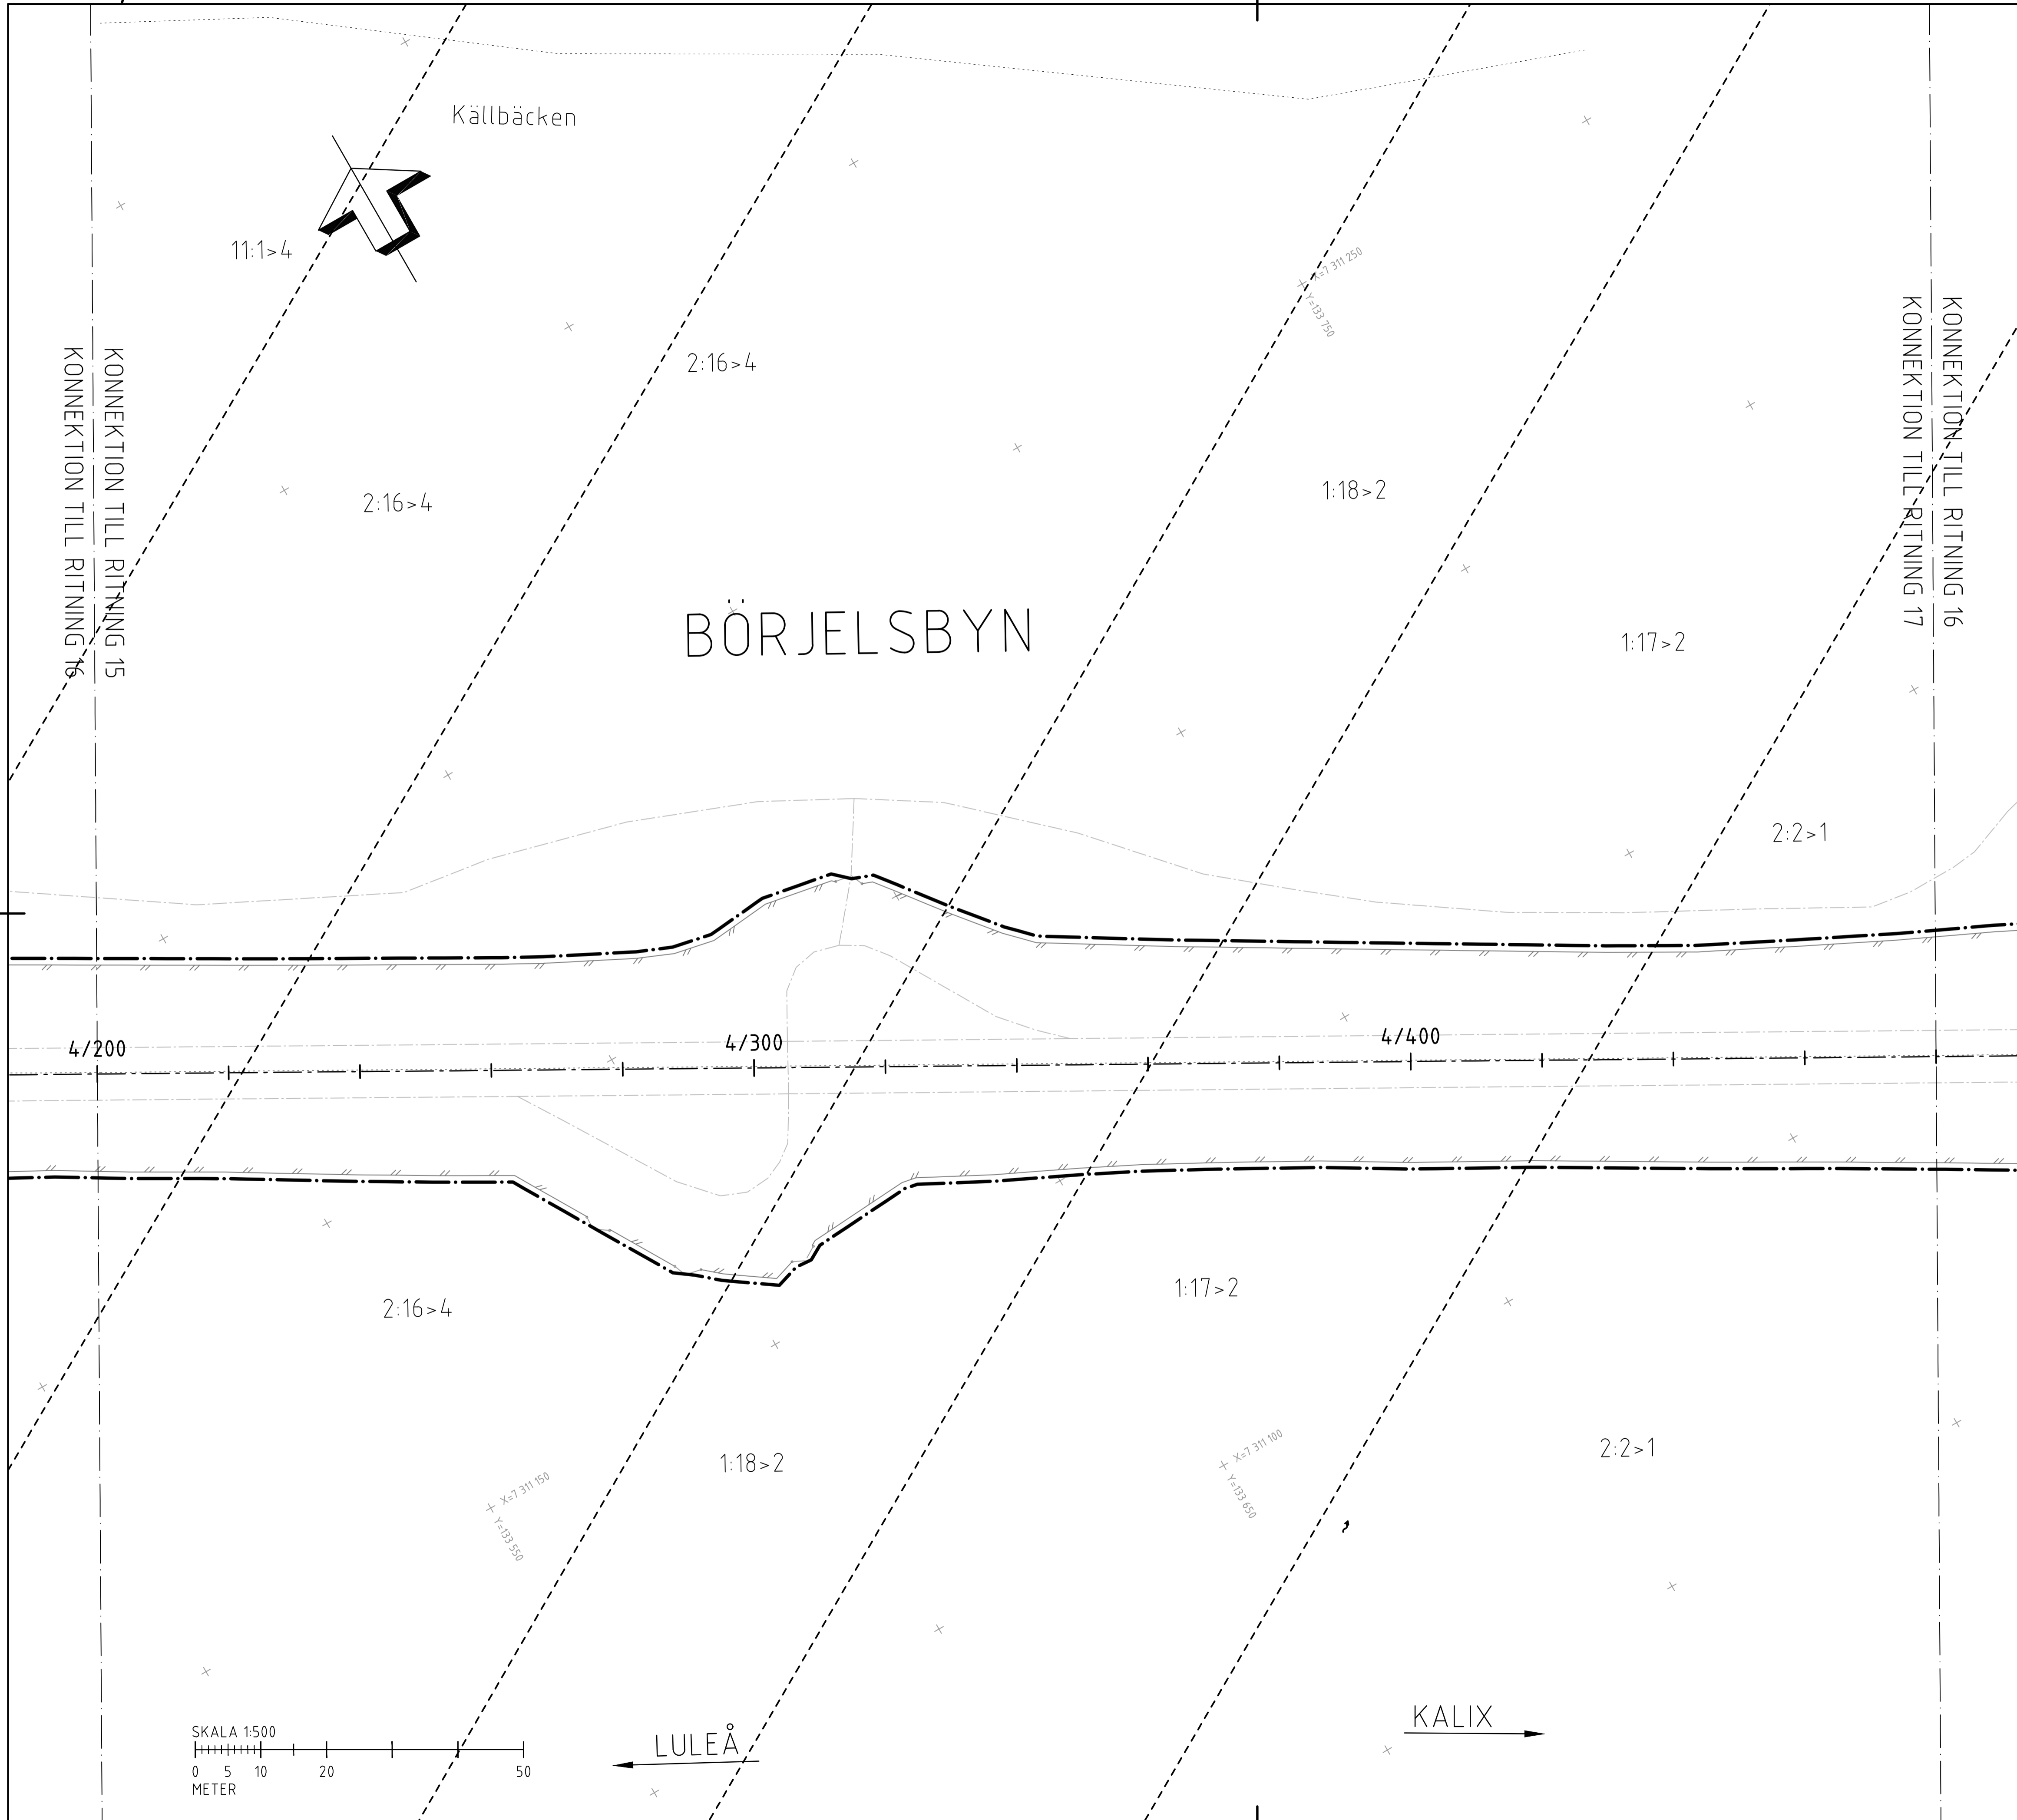 Källbäcken
11:1>4
X=7 311 250
Y=133 750
KONNEKTION TILL RITNING 15
KONNEKTION TILL RITNING 16
KONNEKTION TILL RITNING 16
KONNEKTION TILL RITNING 17
2:16>4
2:16>4
1:18>2
BÖRJELSBYN
1:17>2
2:2>1
4/200
4/300
4/400
2:16>4
1:17>2
1:18>2
2:2>1
X=7 311 150
Y=133 550
X=7 311 100
Y=133 650
SKALA 1:500
0 5 10 20 50
METER
LULEÅ
KALIX